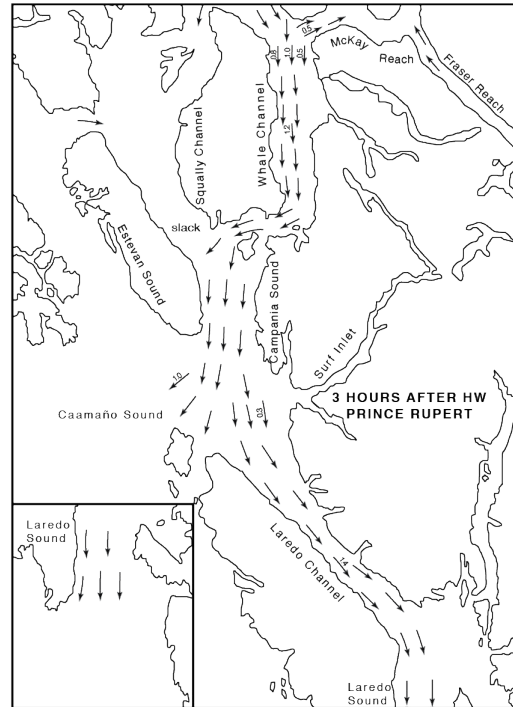 0.5
McKay
Reach
Fraser Reach
0.8
1.0
0.5
Squally Channel
Whale Channel
1.2
slack
Estevan Sound
Campania Sound
Surf Inlet
1.0
3 HOURS AFTER HW
PRINCE RUPERT
Caamaño Sound
0.3
Laredo
Sound
Laredo Channel
1.4
Laredo
Sound